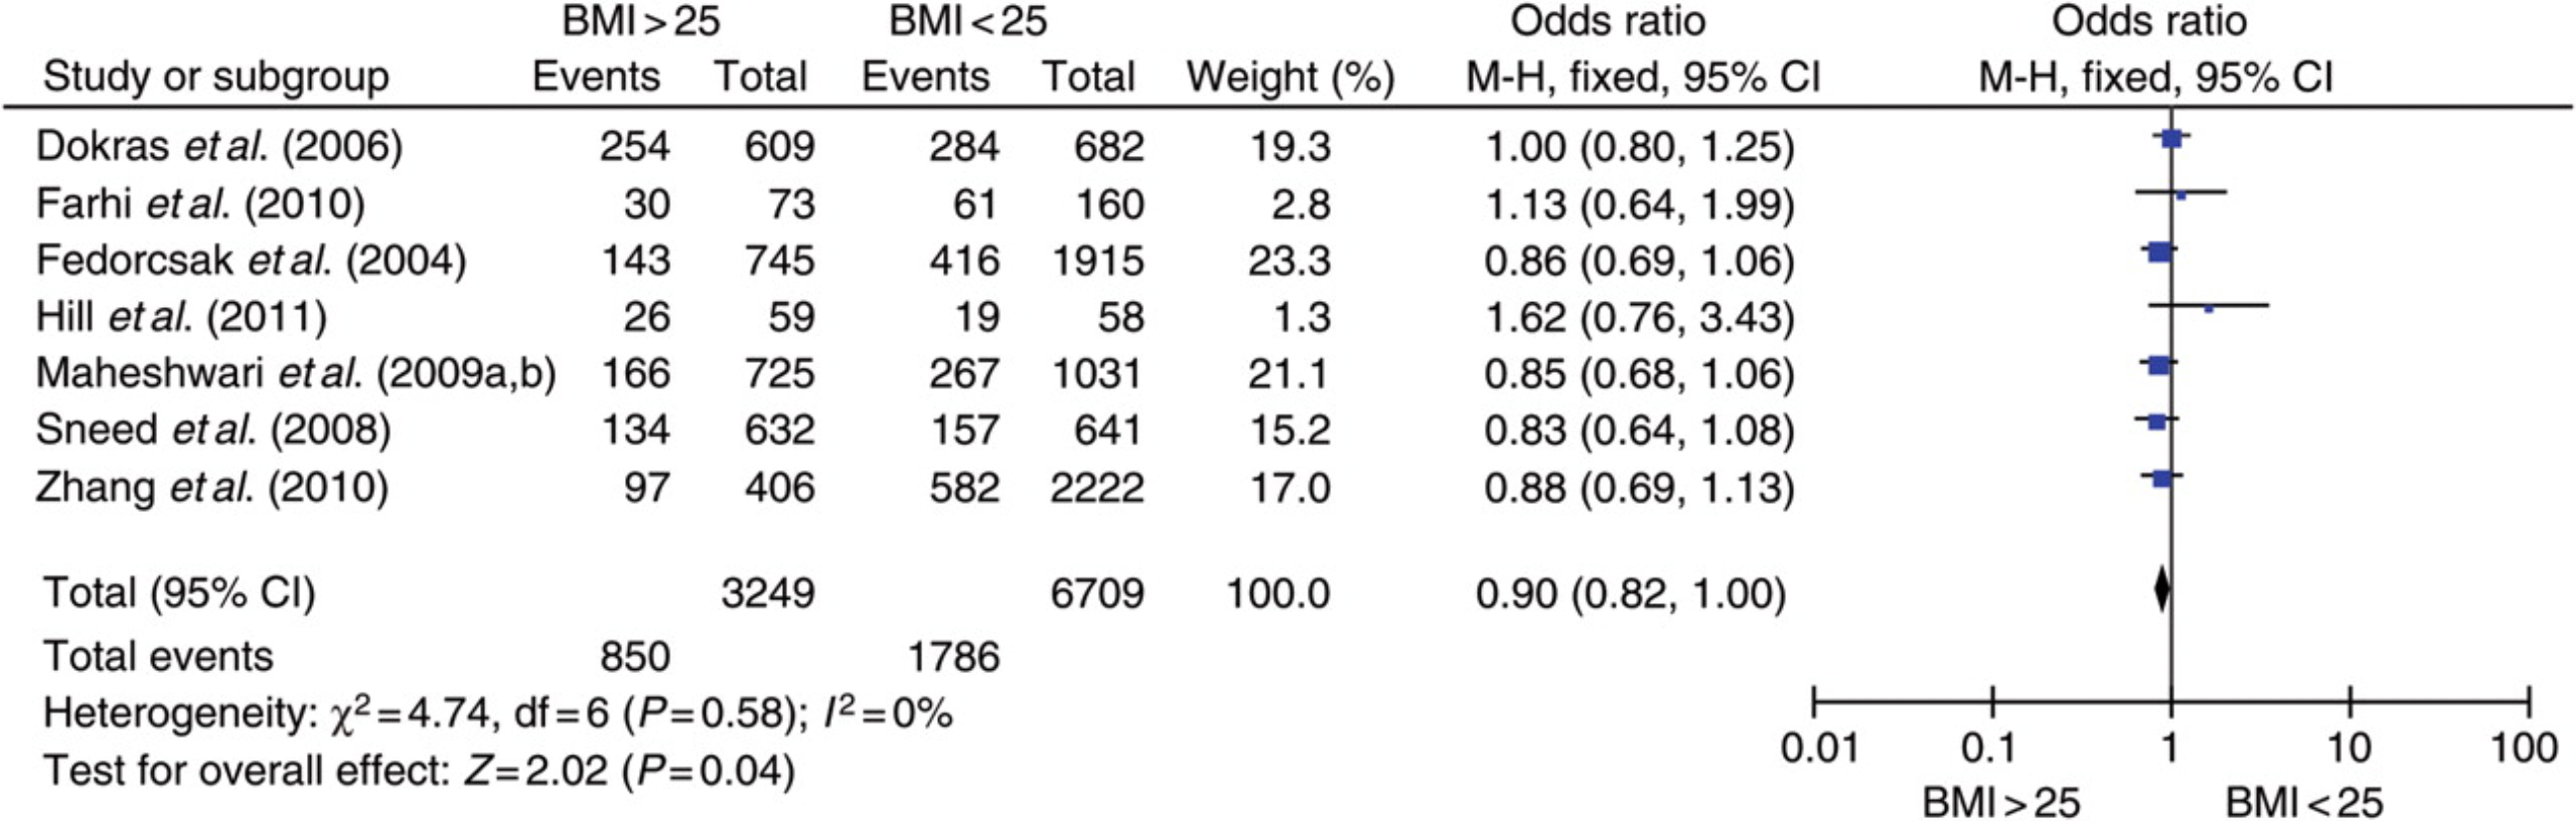 BMI > 25 BMI < 25 Odds ratio Odds ratio
Study or subgroup Events Total Events Total Weight (%) M-H, fixed, 95% CI M-H, fixed, 95% CI
Dokras et al. (2006) 254 609 284 682 19.3 1.00 (0.80, 1.25)
Farhi et al. (2010) 30 73 61 160 2.8 1.13 (0.64, 1.99)
Fedorcsak et al. (2004) 143 745 416 1915 23.3 0.86 (0.69, 1.06)
Hill et al. (2011) 26 59 19 58 1.3 1.62 (0.76, 3.43)
Maheshwari et al. (2009a,b) 166 725 267 1031 21.1 0.85 (0.68, 1.06)
Sneed et al. (2008) 134 632 157 641 15.2 0.83 (0.64, 1.08)
Zhang et al. (2010) 97 406 582 2222 17.0 0.88 (0.69, 1.13)
Total (95% CI) 3249 6709 100.0 0.90 (0.82, 1.00)
Total events 850 1786
Heterogeneity: χ²=4.74, df=6 (P=0.58); I²=0%
Test for overall effect: Z=2.02 (P=0.04)
0.01 0.1 1 10 100
BMI > 25 BMI < 25